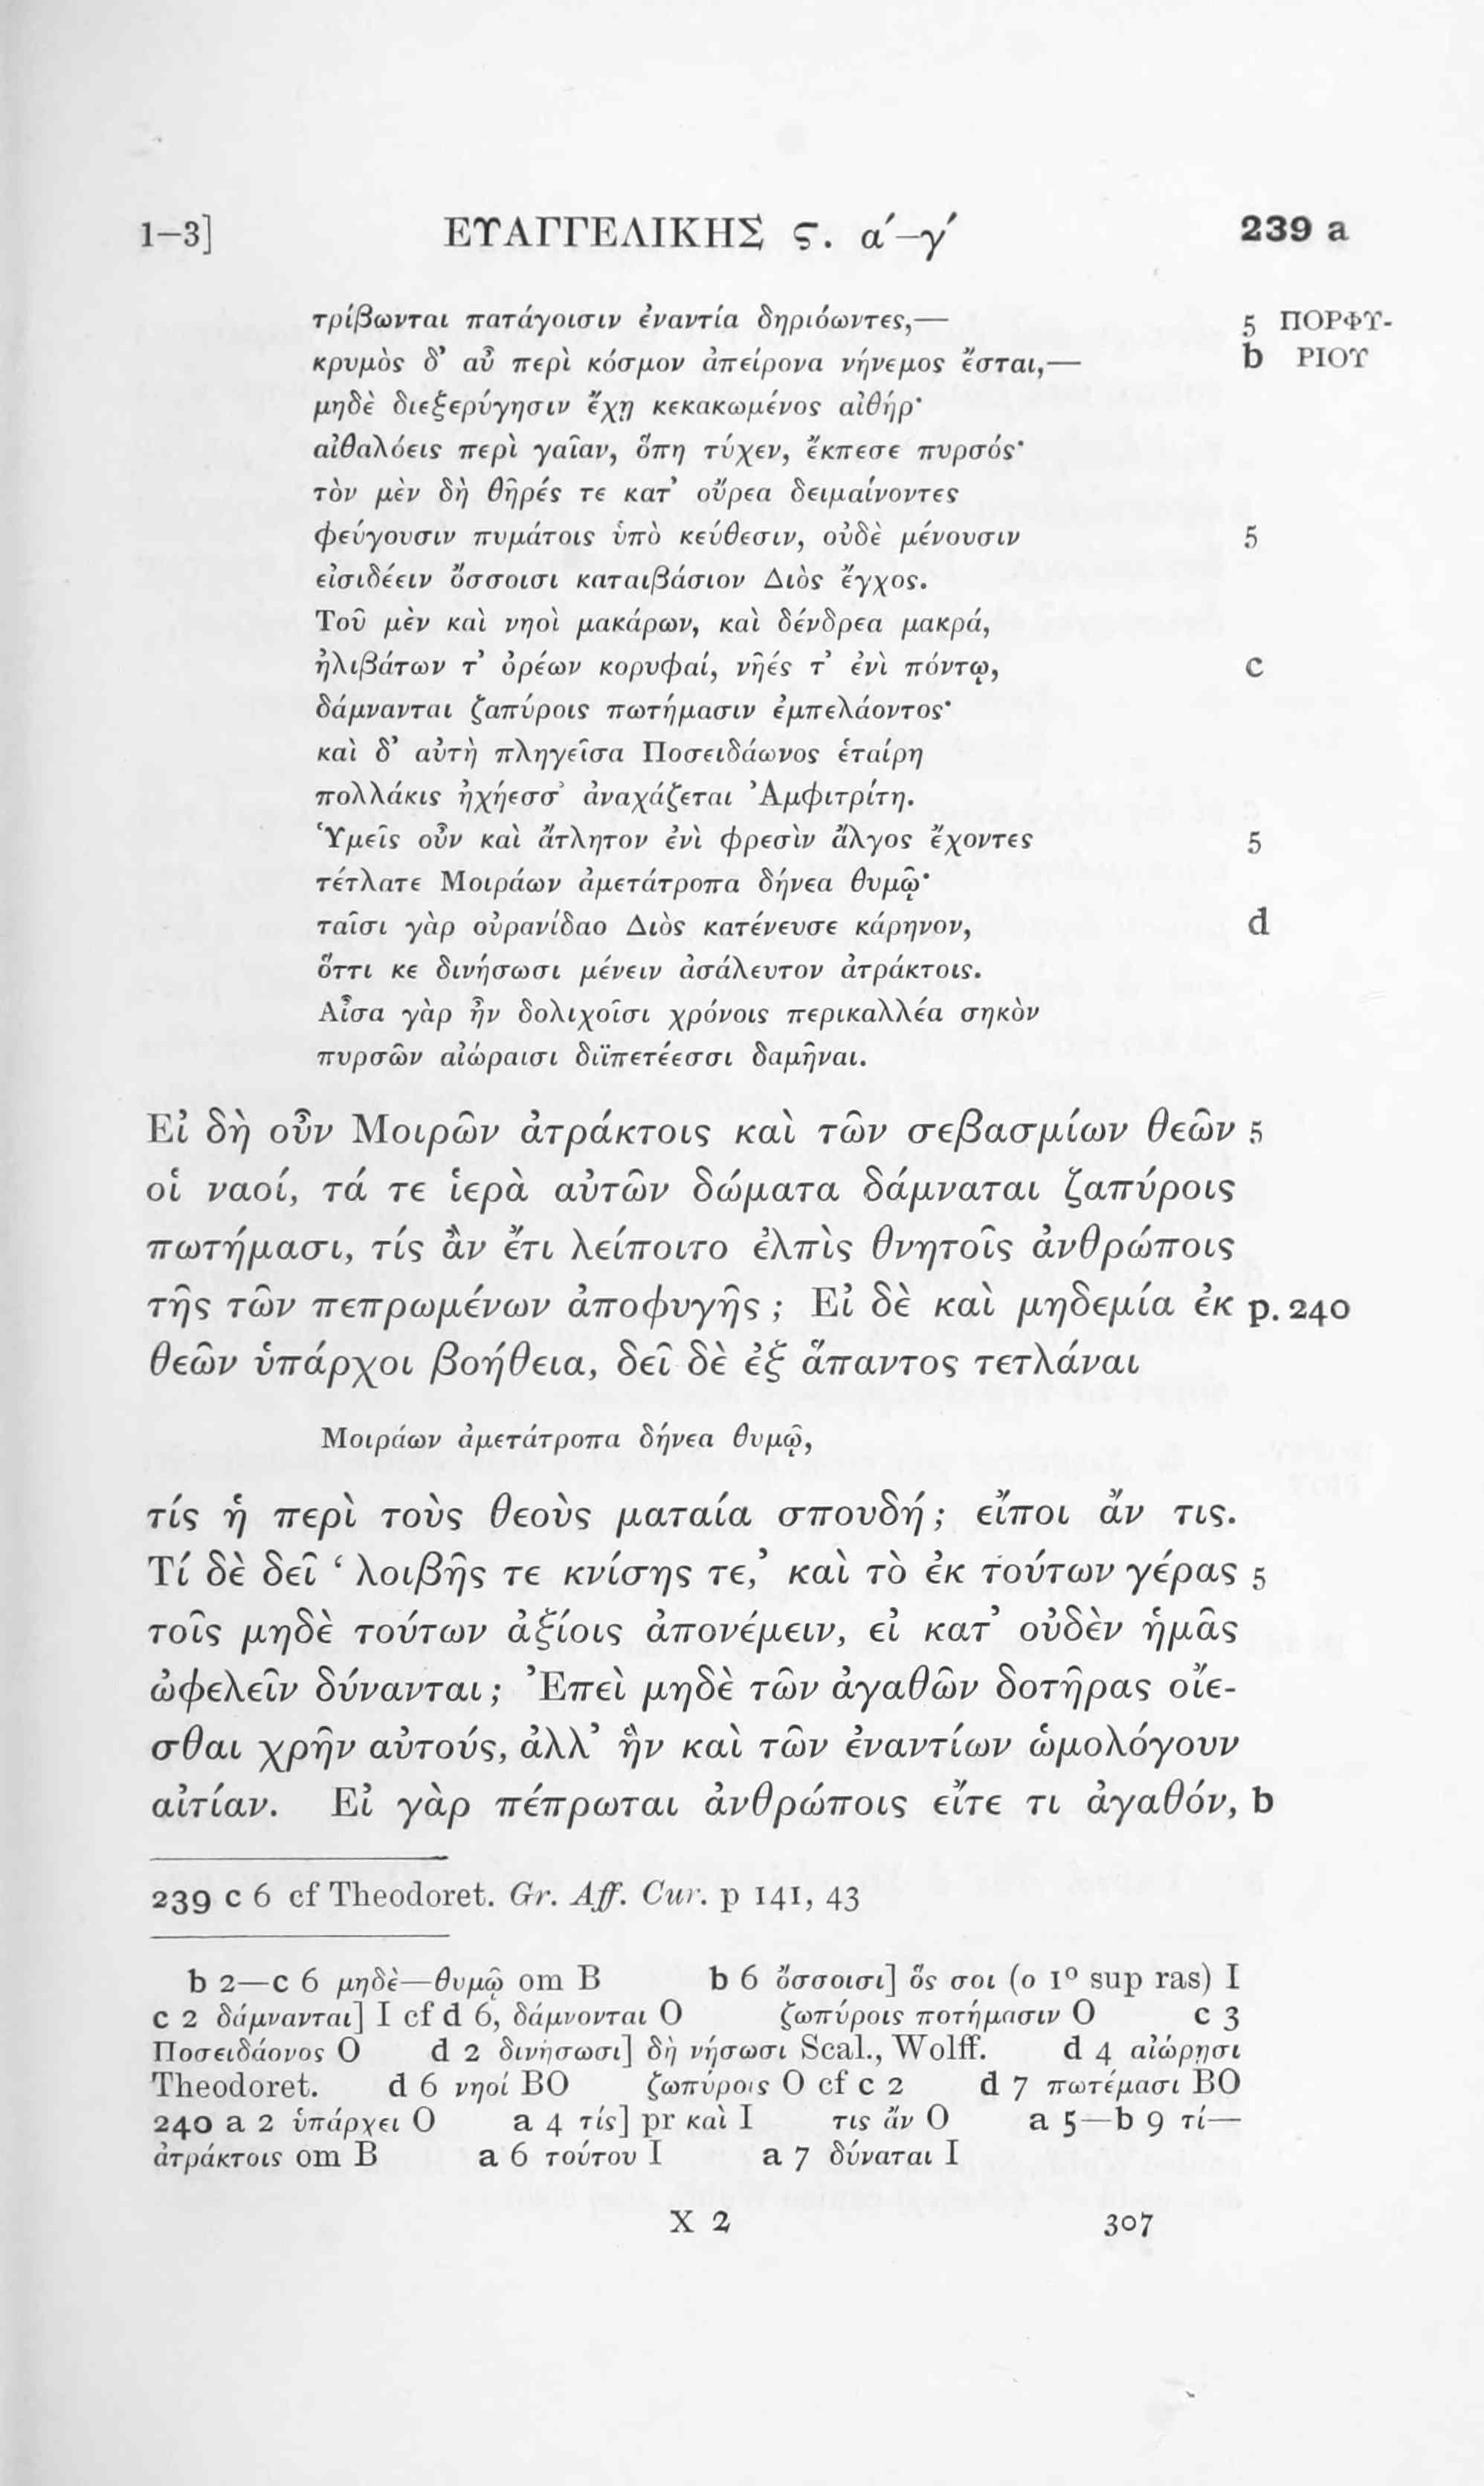 1–3] ΕΥΑΓΓΕΛΙΚΗΣ ϛ. α´–γ´ 239 a
τρίβωνται πατάγοισιν ἐναντία δηριόωντες,— 5 ΠΟΡΦΥ-
κρυμὸς δ’ αὖ περὶ κόσμον ἀπείρονα νήνεμος ἔσται,— b ΡΙΟΥ
μηδὲ διεξερύγησιν ἔχῃ κεκακωμένος αἰθήρ·
αἰθαλόεις περὶ γαῖαν, ὅπη τύχεν, ἔκπεσε πυρσός·
τὸν μὲν δὴ θῆρές τε κατ’ οὔρεα δειμαίνοντες
φεύγουσιν πυμάτοις ὑπὸ κεύθεσιν, οὐδὲ μένουσιν 5
εἰσιδέειν ὄσσοισι καταιβάσιον Διὸς ἔγχος.
Τοῦ μὲν καὶ νηοὶ μακάρων, καὶ δένδρεα μακρά,
ἠλιβάτων τ’ ὀρέων κορυφαί, νῆές τ’ ἐνὶ πόντῳ, c
δάμνανται ζαπύροις πωτήμασιν ἐμπελάοντος·
καὶ δ’ αὐτὴ πληγεῖσα Ποσειδάωνος ἑταίρη
πολλάκις ἠχήεσσ’ ἀναχάζεται Ἀμφιτρίτη.
Ὑμεῖς οὖν καὶ ἄτλητον ἐνὶ φρεσὶν ἄλγος ἔχοντες 5
τέτλατε Μοιράων ἀμετάτροπα δήνεα θυμῷ·
ταῖσι γὰρ οὐρανίδαο Διὸς κατένευσε κάρηνον, d
ὅττι κε δινήσωσι μένειν ἀσάλευτον ἀτράκτοις.
Αἶσα γὰρ ἦν δολιχοῖσι χρόνοις περικαλλέα σηκὸν
πυρσῶν αἰώραισι διϊπετέεσσι δαμῆναι.
Εἰ δὴ οὖν Μοιρῶν ἀτράκτοις καὶ τῶν σεβασμίων θεῶν 5
οἱ ναοί, τά τε ἱερὰ αὐτῶν δώματα δάμναται ζαπύροις
πωτήμασι, τίς ἂν ἔτι λείποιτο ἐλπὶς θνητοῖς ἀνθρώποις
τῆς τῶν πεπρωμένων ἀποφυγῆς ; Εἰ δὲ καὶ μηδεμία ἐκ p. 240
θεῶν ὑπάρχοι βοήθεια, δεῖ δὲ ἐξ ἅπαντος τετλάναι
Μοιράων ἀμετάτροπα δήνεα θυμῷ,
τίς ἡ περὶ τοὺς θεοὺς ματαία σπουδή ; εἴποι ἄν τις.
Τί δὲ δεῖ ‘ λοιβῆς τε κνίσης τε,’ καὶ τὸ ἐκ τούτων γέρας 5
τοῖς μηδὲ τούτων ἀξίοις ἀπονέμειν, εἰ κατ’ οὐδὲν ἡμᾶς
ὠφελεῖν δύνανται ; Ἐπεὶ μηδὲ τῶν ἀγαθῶν δοτῆρας οἴε-
σθαι χρῆν αὐτούς, ἀλλ’ ἣν καὶ τῶν ἐναντίων ὡμολόγουν
αἰτίαν. Εἰ γὰρ πέπρωται ἀνθρώποις εἴτε τι ἀγαθόν, b
239 c 6 cf Theodoret. Gr. Aff. Cur. p 141, 43
b 2—c 6 μηδὲ—θυμῷ om B b 6 ὄσσοισι] ὅς σοι (ο 1º sup ras) I
c 2 δάμνανται] I cf d 6, δάμνονται O ζωπύροις ποτήμασιν O c 3
Ποσειδάονος O d 2 δινήσωσι] δὴ νήσωσι Scal., Wolff. d 4 αἰώρησι
Theodoret. d 6 νηοί BO ζωπύροις O cf c 2 d 7 πωτέμασι BO
240 a 2 ὑπάρχει O a 4 τίς] pr καὶ I τις ἄν O a 5—b 9 τί—
ἀτράκτοις om B a 6 τούτου I a 7 δύναται I
X 2 307